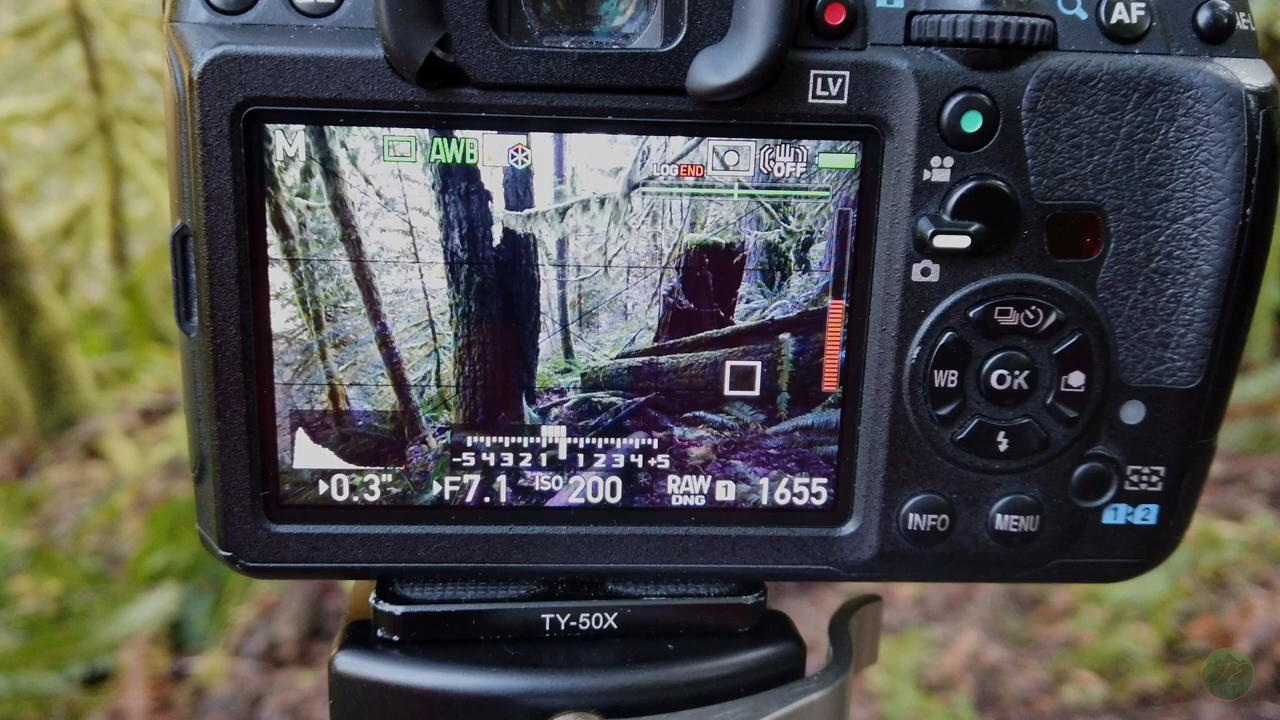 AF
AE-L
LV
M
AWB
LOG END
OFF
WB
OK
-5 4 3 2 1 1 2 3 4 +5
0.3" F7.1 ISO 200 RAW DNG 1 1655
INFO
MENU
1 2
TY-50X